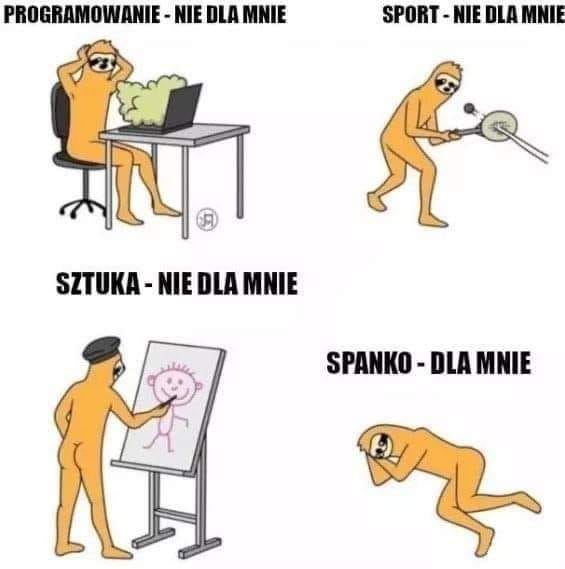 PROGRAMOWANIE - NIE DLA MNIE
SPORT - NIE DLA MNIE
SZTUKA - NIE DLA MNIE
SPANKO - DLA MNIE